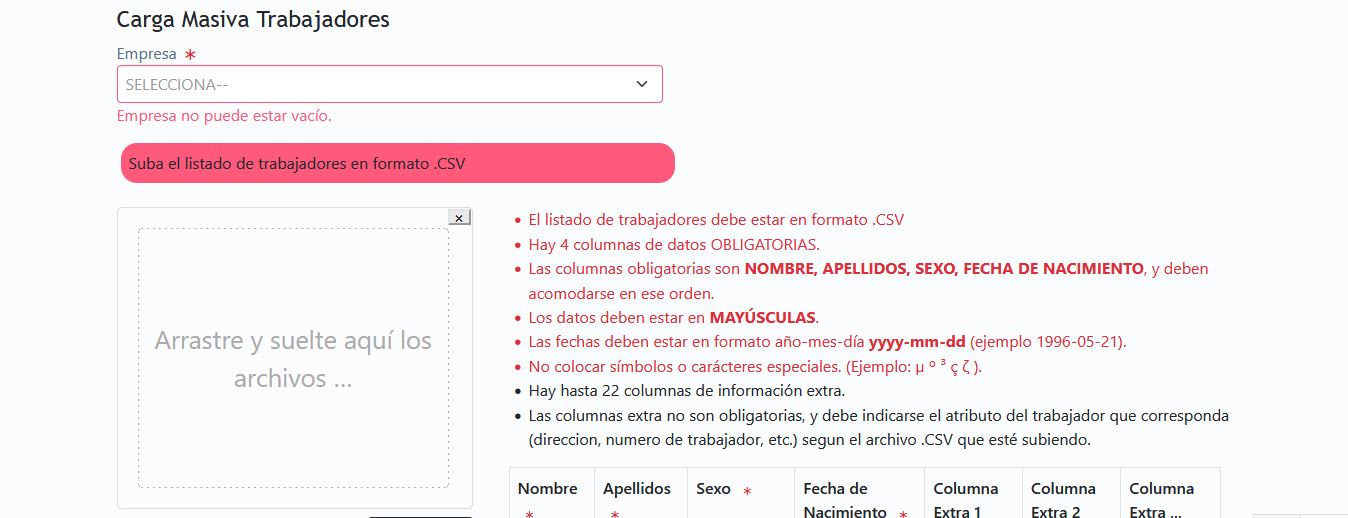 Carga Masiva Trabajadores
Empresa *
SELECCIONA--
Empresa no puede estar vacío.
Suba el listado de trabajadores en formato .CSV
×
Arrastre y suelte aquí los
archivos ...
• El listado de trabajadores debe estar en formato .CSV
• Hay 4 columnas de datos OBLIGATORIAS.
• Las columnas obligatorias son NOMBRE, APELLIDOS, SEXO, FECHA DE NACIMIENTO, y deben
acomodarse en ese orden.
• Los datos deben estar en MAYÚSCULAS.
• Las fechas deben estar en formato año-mes-día yyyy-mm-dd (ejemplo 1996-05-21).
• No colocar símbolos o carácteres especiales. (Ejemplo: µ º ³ ç ζ ).
• Hay hasta 22 columnas de información extra.
• Las columnas extra no son obligatorias, y debe indicarse el atributo del trabajador que corresponda
(direccion, numero de trabajador, etc.) segun el archivo .CSV que esté subiendo.
Nombre *
Apellidos *
Sexo *
Fecha de
Nacimiento *
Columna
Extra 1
Columna
Extra 2
Columna
Extra ...